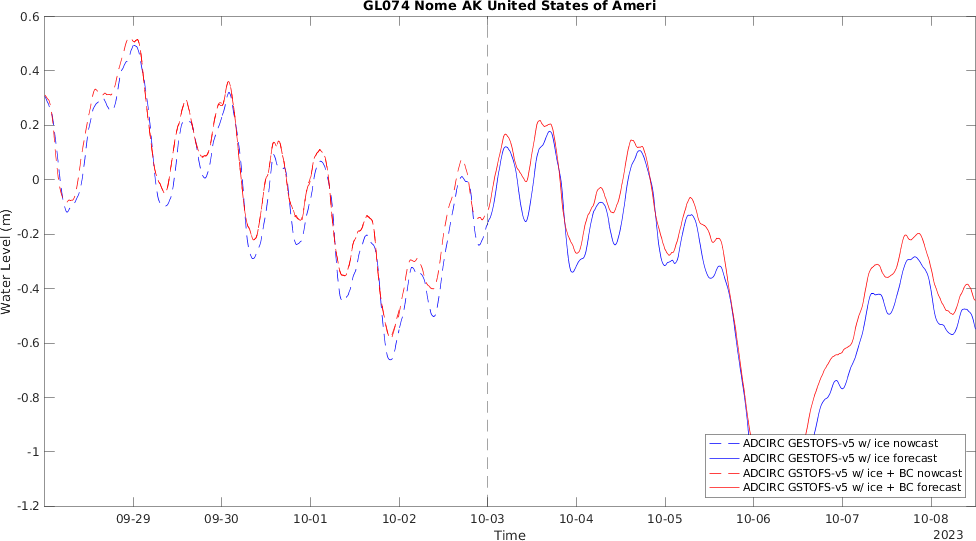 GL074 Nome AK United States of Ameri
Water Level (m)
0.6
0.4
0.2
0
-0.2
-0.4
-0.6
-0.8
-1
-1.2
ADCIRC GESTOFS-v5 w/ ice nowcast
ADCIRC GESTOFS-v5 w/ ice forecast
ADCIRC GSTOFS-v5 w/ ice + BC nowcast
ADCIRC GSTOFS-v5 w/ ice + BC forecast
09-29 09-30 10-01 10-02 10-03 10-04 10-05 10-06 10-07 10-08
Time
2023